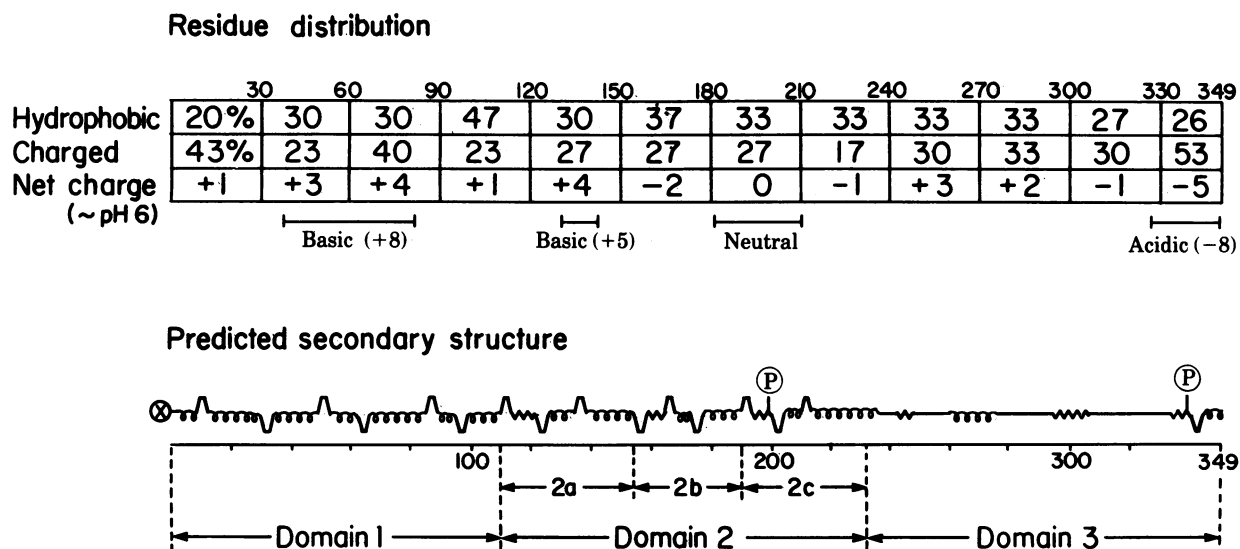 Residue distribution
30 60 90 120 150 180 210 240 270 300 330 349
Hydrophobic 20% 30 30 47 30 37 33 33 33 33 27 26
Charged 43% 23 40 23 27 27 27 17 30 33 30 53
Net charge +1 +3 +4 +1 +4 −2 0 −1 +3 +2 −1 −5
(~pH 6)
Basic (+8) Basic (+5) Neutral Acidic (−8)
Predicted secondary structure
P P
X
100 200 300 349
2a 2b 2c
Domain 1 Domain 2 Domain 3